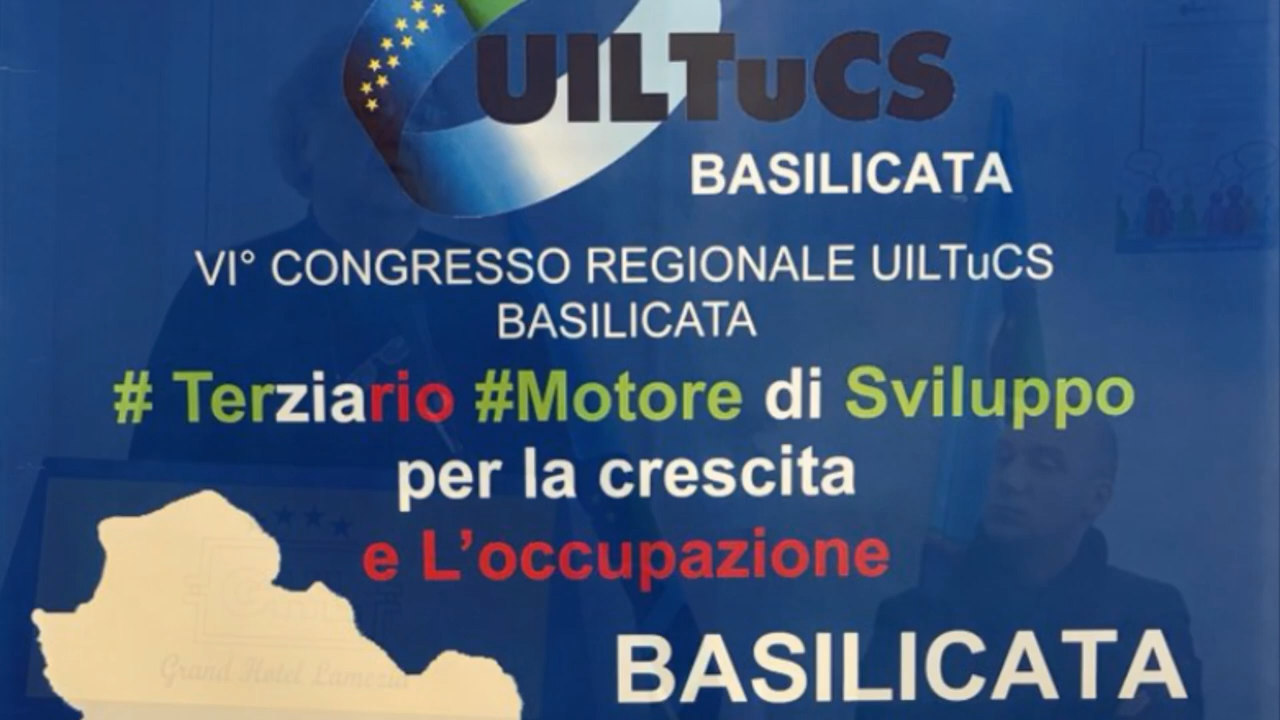 UILTuCS
BASILICATA
VI° CONGRESSO REGIONALE UILTuCS
BASILICATA
# Terziario #Motore di Sviluppo
per la crescita
e L'occupazione
Grand Hotel Lamezia
BASILICATA